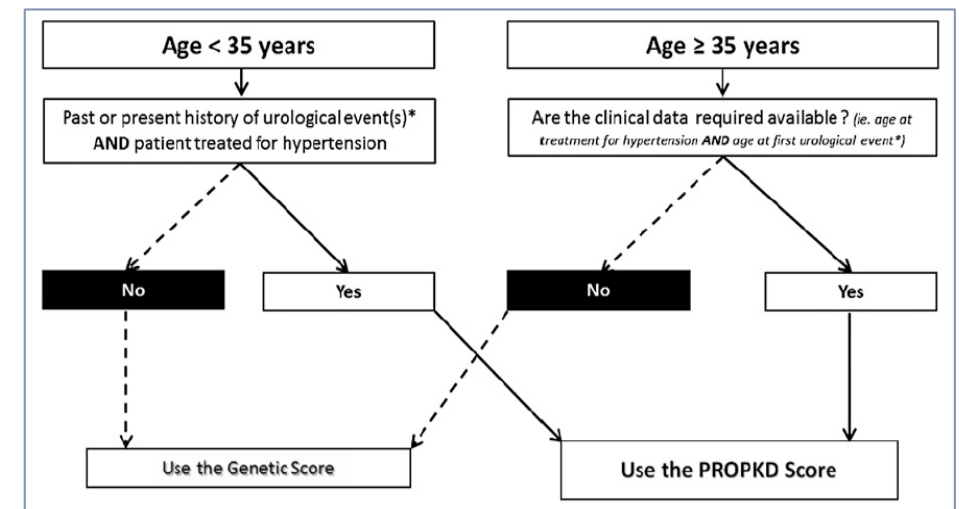 Age < 35 years
Age ≥ 35 years
Past or present history of urological event(s)*
AND patient treated for hypertension
Are the clinical data required available ? (ie. age at
treatment for hypertension AND age at first urological event*)
No
Yes
No
Yes
Use the Genetic Score
Use the PROPKD Score